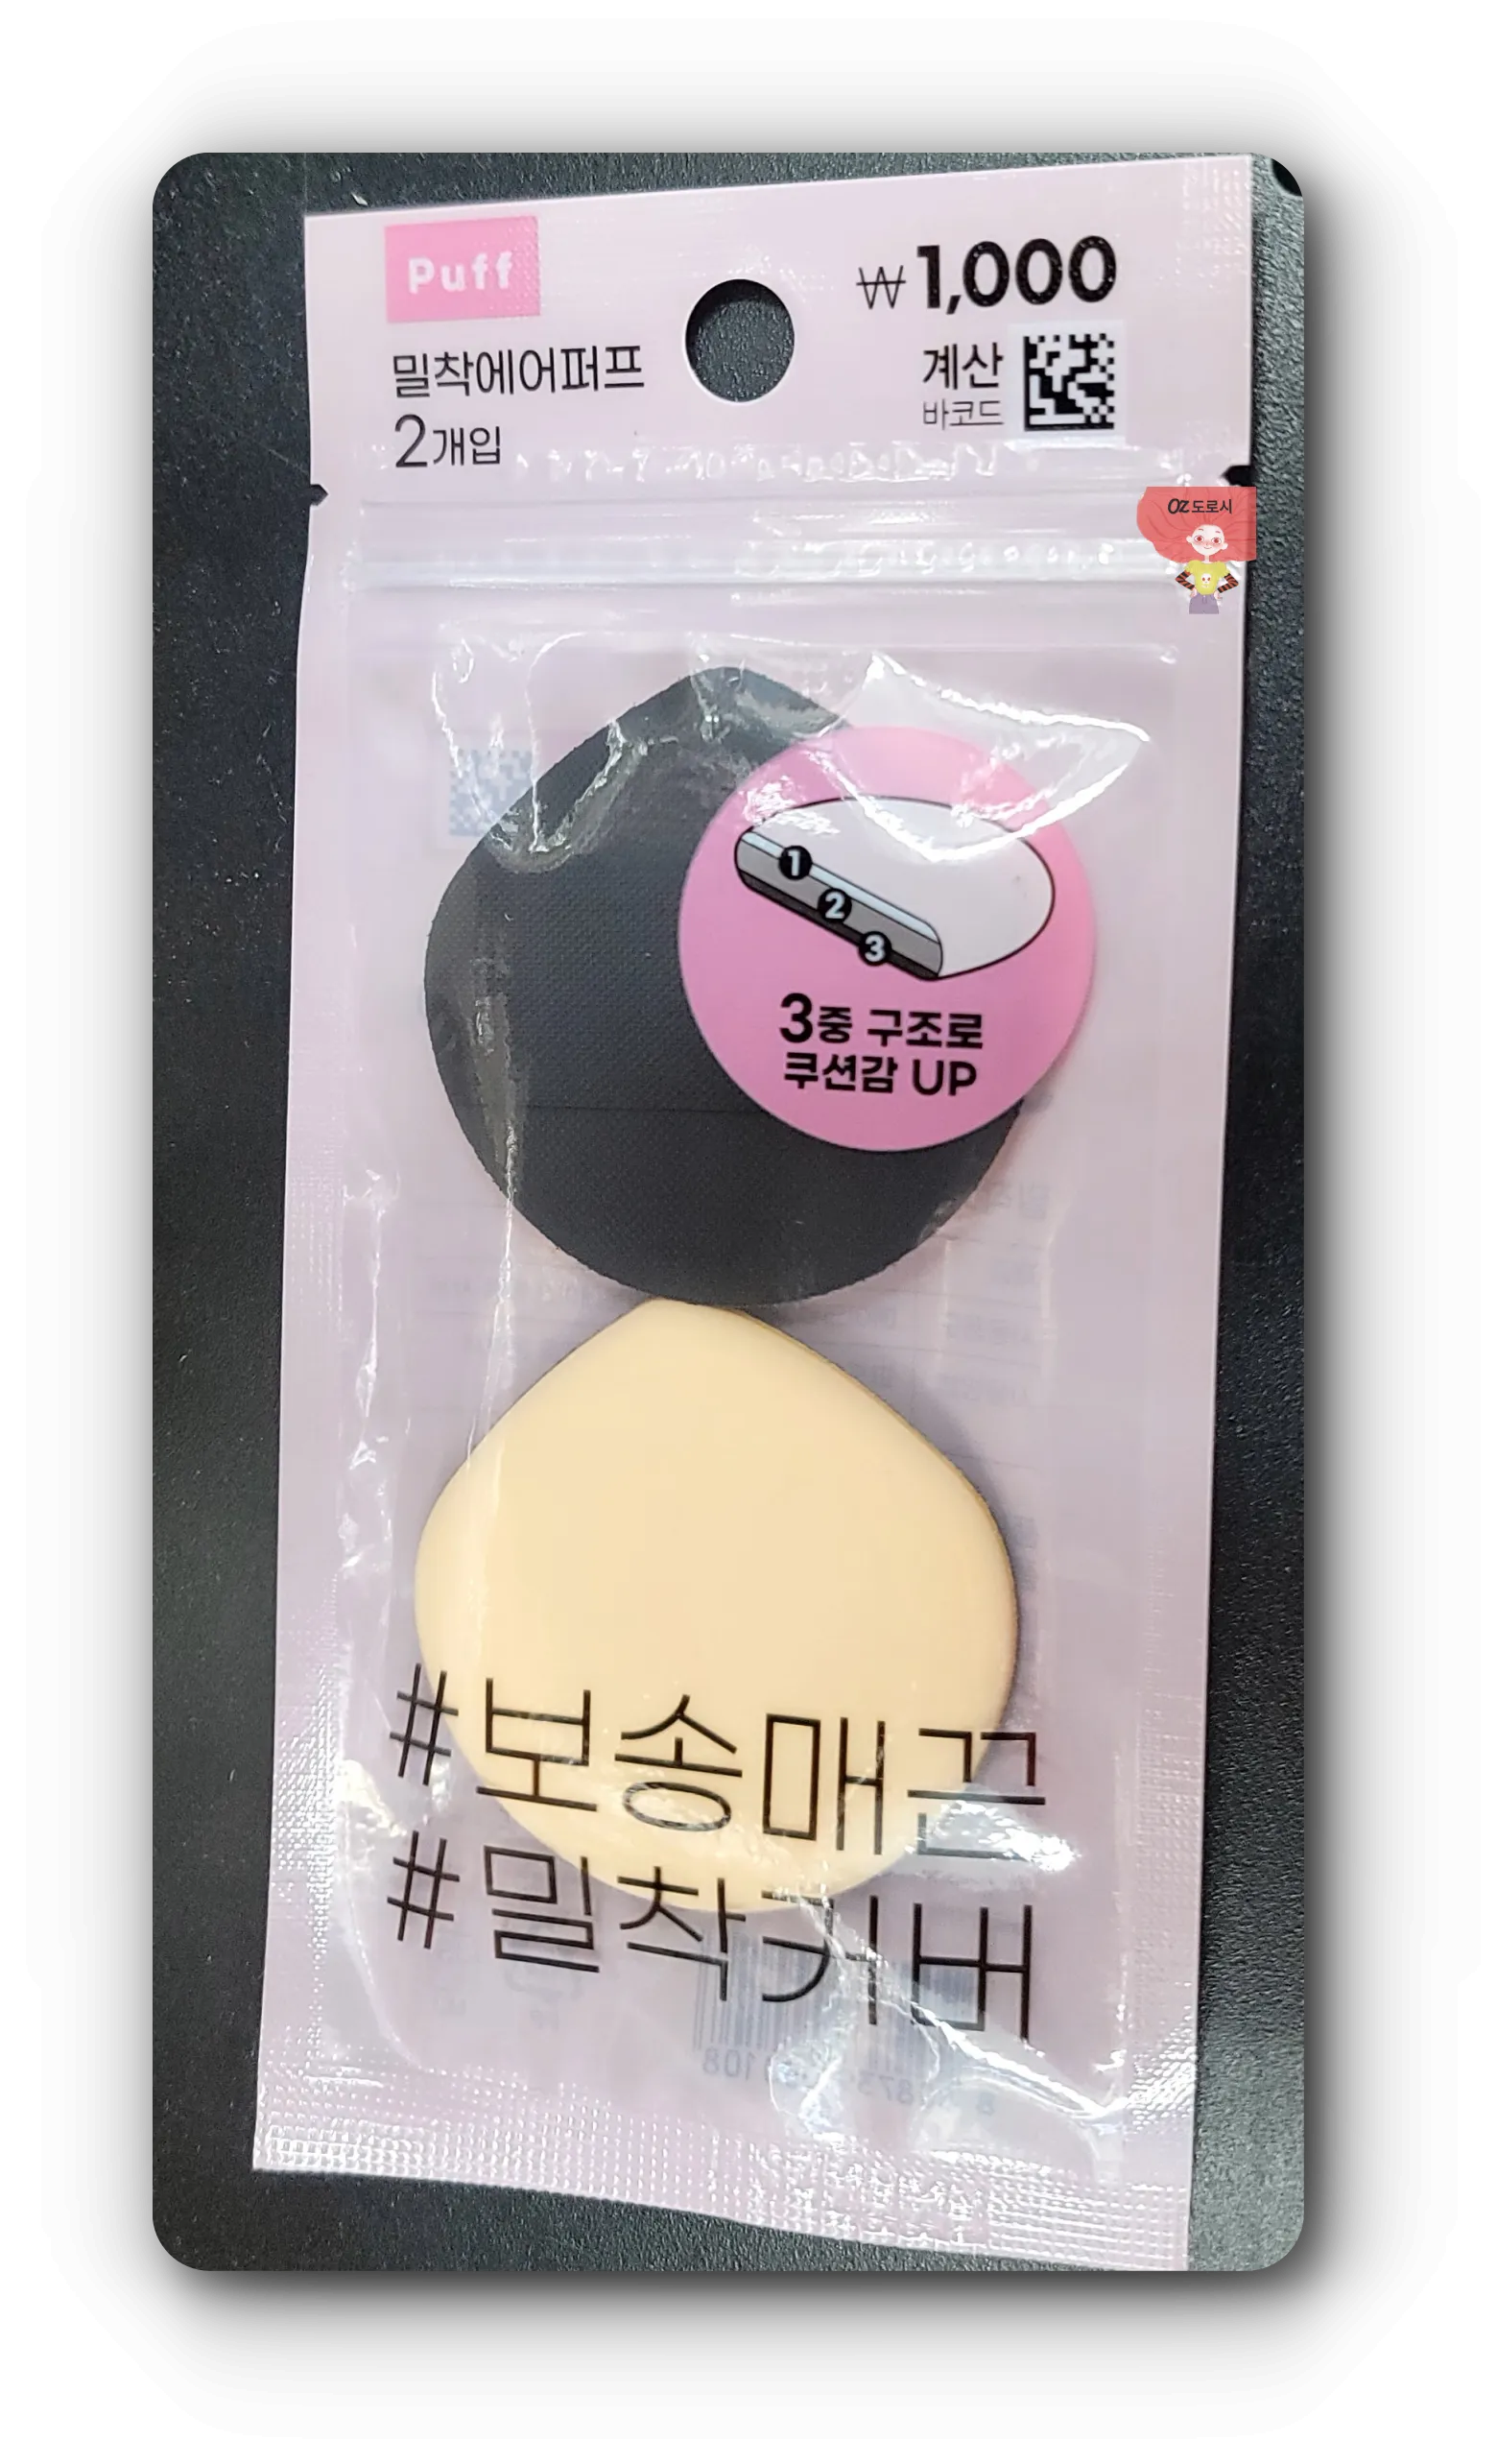 Puff
밀착에어퍼프
2개입
₩1,000
계산
바코드
oz도로시
1
2
3
3중 구조로
쿠션감 UP
#보송매끈
#밀착커버